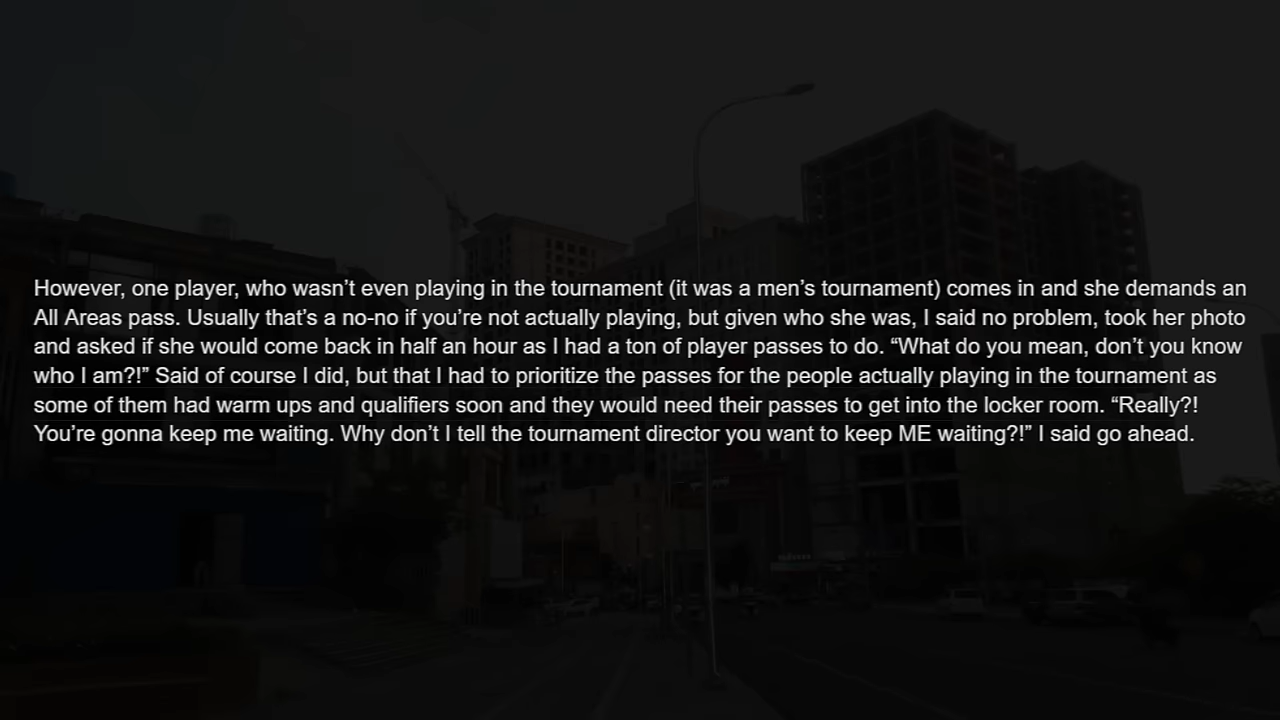 However, one player, who wasn’t even playing in the tournament (it was a men’s tournament) comes in and she demands an
All Areas pass. Usually that’s a no-no if you’re not actually playing, but given who she was, I said no problem, took her photo
and asked if she would come back in half an hour as I had a ton of player passes to do. “What do you mean, don’t you know
who I am?!” Said of course I did, but that I had to prioritize the passes for the people actually playing in the tournament as
some of them had warm ups and qualifiers soon and they would need their passes to get into the locker room. “Really?!
You’re gonna keep me waiting. Why don’t I tell the tournament director you want to keep ME waiting?!” I said go ahead.